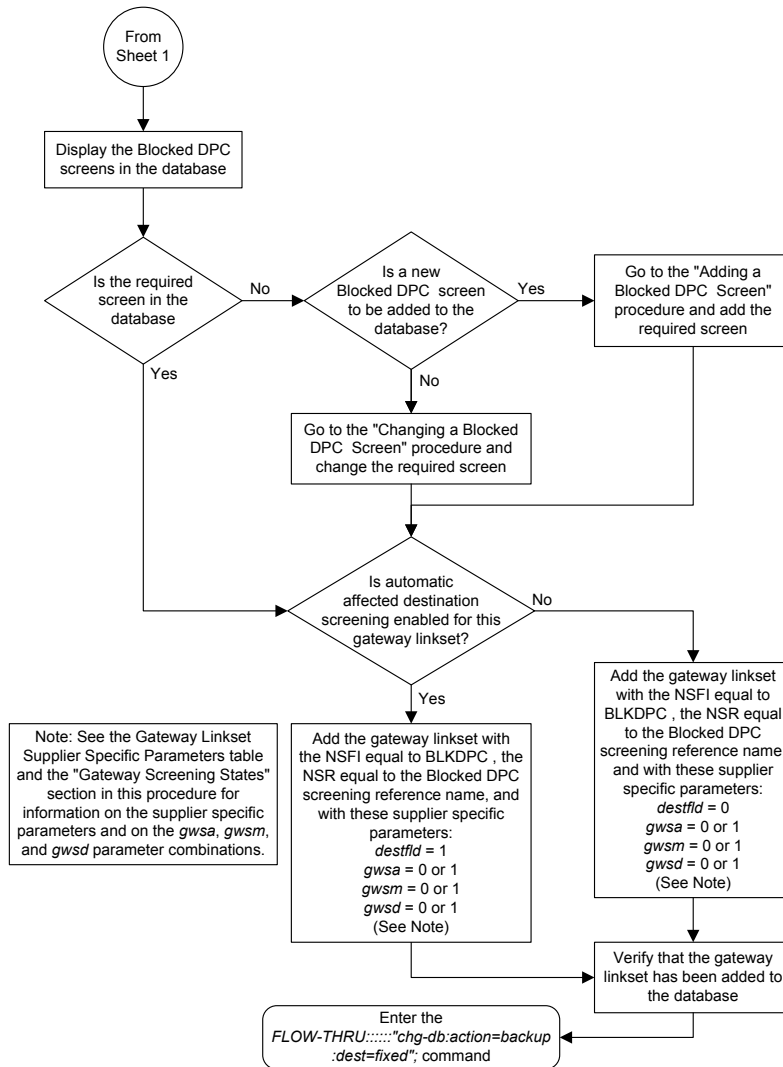 From
Sheet 1
Display the Blocked DPC
screens in the database
Is the required
screen in the
database
No
Yes
Is a new
Blocked DPC screen
to be added to the
database?
Yes
No
Go to the "Adding a
Blocked DPC Screen"
procedure and add the
required screen
Go to the "Changing a Blocked
DPC Screen" procedure and
change the required screen
Is automatic
affected destination
screening enabled for this
gateway linkset?
No
Yes
Note: See the Gateway Linkset
Supplier Specific Parameters table
and the "Gateway Screening States"
section in this procedure for
information on the supplier specific
parameters and on the gwsa, gwsm,
and gwsd parameter combinations.
Add the gateway linkset with
the NSFI equal to BLKDPC , the
NSR equal to the Blocked DPC
screening reference name, and
with these supplier specific
parameters:
destfld = 1
gwsa = 0 or 1
gwsm = 0 or 1
gwsd = 0 or 1
(See Note)
Add the gateway linkset
with the NSFI equal to
BLKDPC , the NSR equal
to the Blocked DPC
screening reference name
and with these supplier
specific parameters:
destfld = 0
gwsa = 0 or 1
gwsm = 0 or 1
gwsd = 0 or 1
(See Note)
Verify that the gateway
linkset has been added to
the database
Enter the
FLOW-THRU::::::"chg-db:action=backup
:dest=fixed"; command